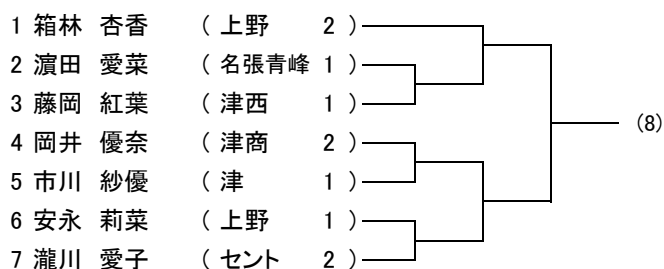 1 箱林 杏香 ( 上野 2 )
2 濵田 愛菜 ( 名張青峰 1 )
3 藤岡 紅葉 ( 津西 1 )
(8)
4 岡井 優奈 ( 津商 2 )
5 市川 紗優 ( 津 1 )
6 安永 莉菜 ( 上野 1 )
7 瀧川 愛子 ( セント 2 )